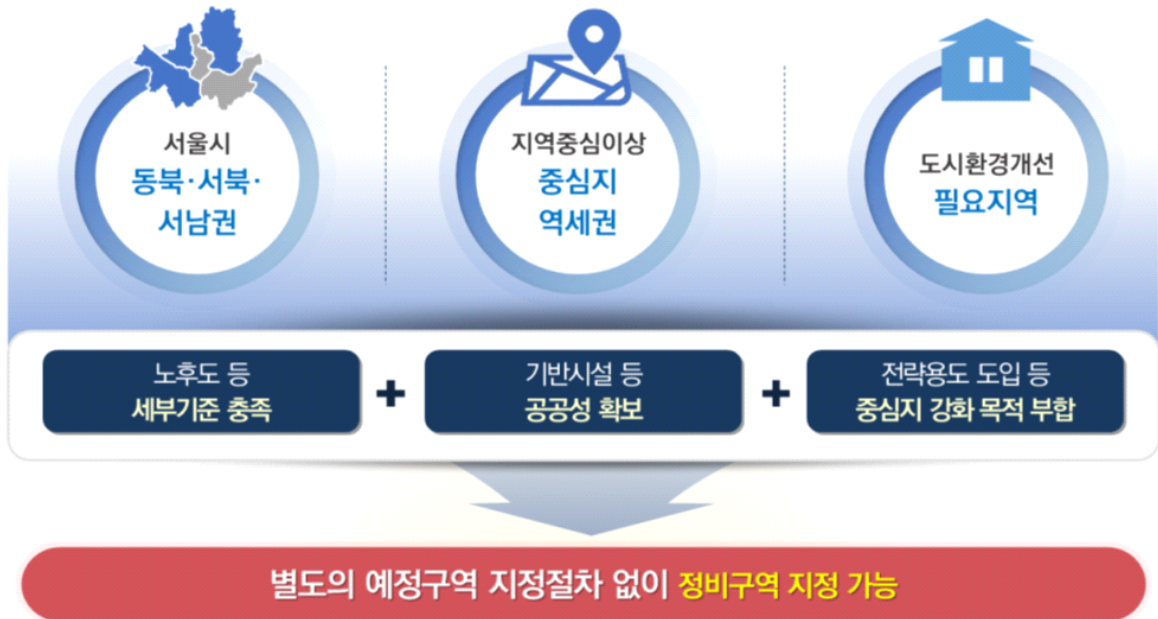 서울시
동북·서북·
서남권
지역중심이상
중심지
역세권
도시환경개선
필요지역
노후도 등
세부기준 충족
+
기반시설 등
공공성 확보
+
전략용도 도입 등
중심지 강화 목적 부합
별도의 예정구역 지정절차 없이 정비구역 지정 가능